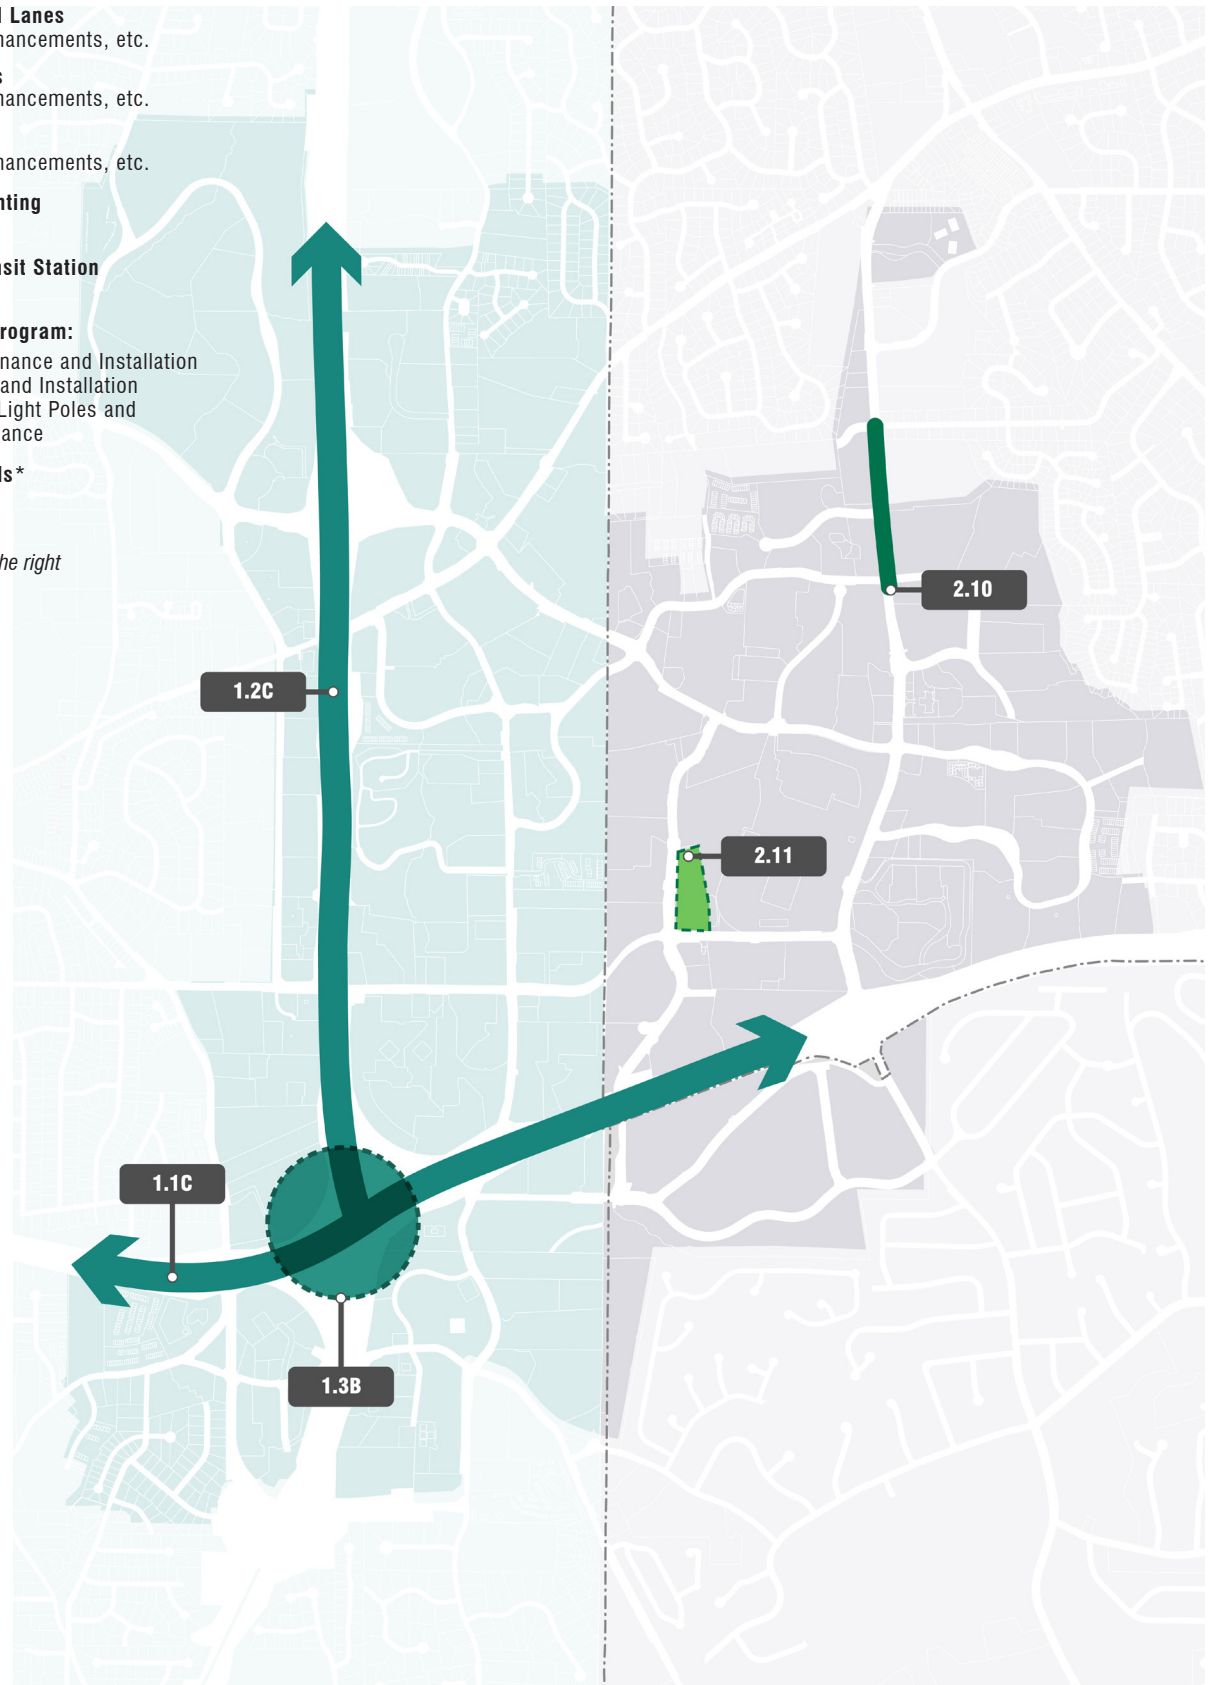 Lanes
hancements, etc.
hancements, etc.
hancements, etc.
nting
nsit Station
rogram:
nance and Installation
and Installation
Light Poles and
ance
ls*
he right
2.10
1.2C
2.11
1.1C
1.3B